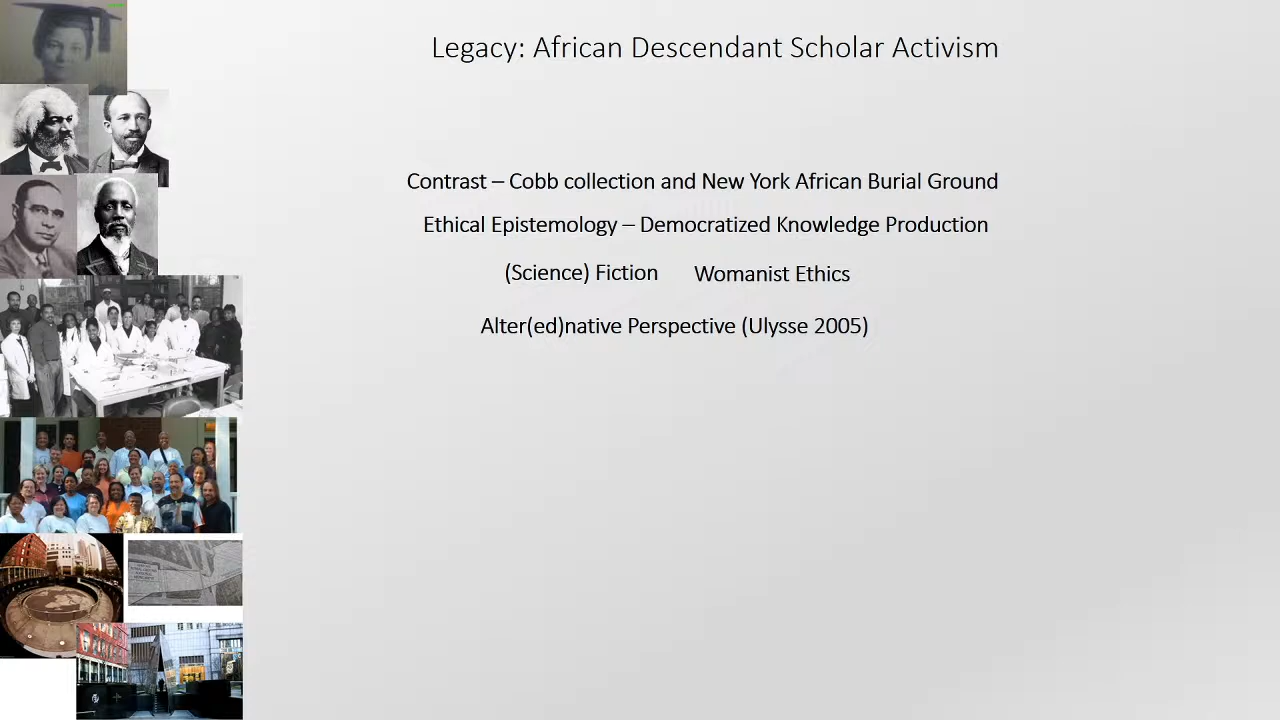 Legacy: African Descendant Scholar Activism
Contrast – Cobb collection and New York African Burial Ground
Ethical Epistemology – Democratized Knowledge Production
(Science) Fiction Womanist Ethics
Alter(ed)native Perspective (Ulysse 2005)